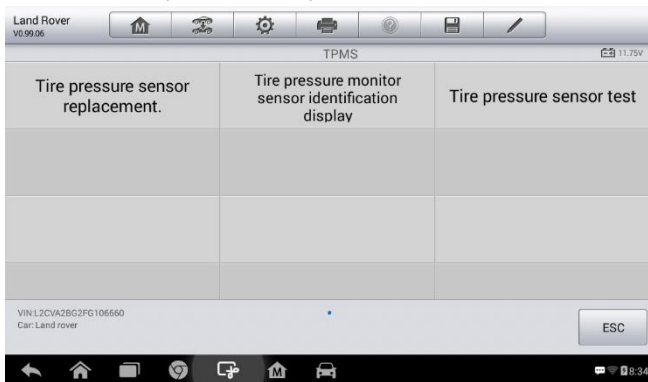 Land Rover
V0.99.06
M
TPMS
11.75V
Tire pressure sensor
replacement.
Tire pressure monitor
sensor identification
display
Tire pressure sensor test
VIN:L2CVA2BG2FG106660
Car: Land rover
ESC
M
8:34